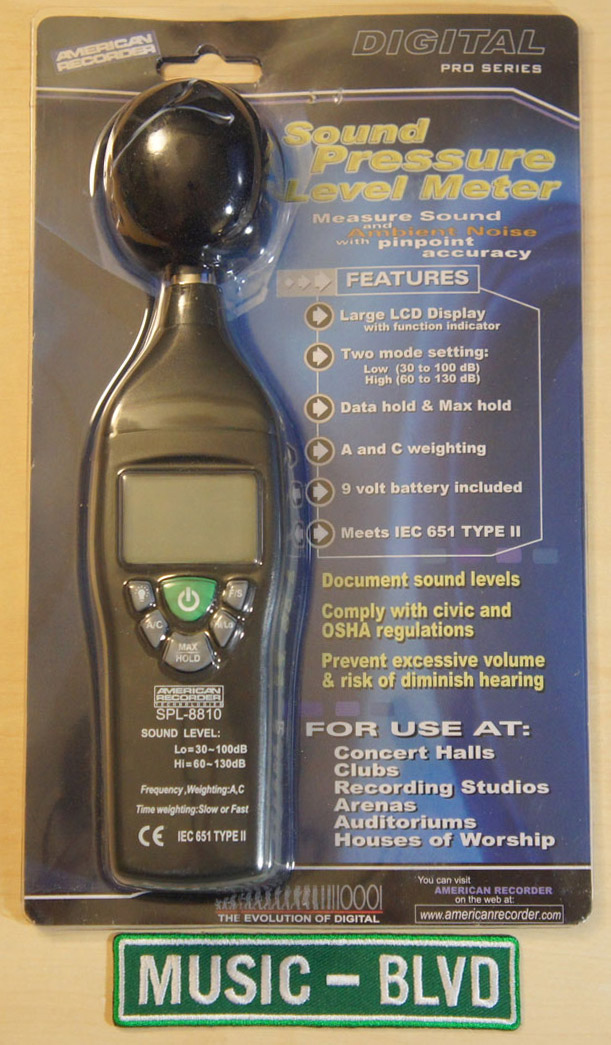 AMERICAN
RECORDER
DIGITAL
PRO SERIES
Sound
Pressure
Level Meter
Measure Sound
and
Ambient Noise
with pinpoint
accuracy
FEATURES
Large LCD Display
with function indicator
Two mode setting:
Low (30 to 100 dB)
High (60 to 130 dB)
Data hold & Max hold
A and C weighting
9 volt battery included
Meets IEC 651 TYPE II
Document sound levels
Comply with civic and
OSHA regulations
Prevent excessive volume
& risk of diminish hearing
FOR USE AT:
Concert Halls
Clubs
Recording Studios
Arenas
Auditoriums
Houses of Worship
F/S
A/C
Lo
MAX
HOLD
AMERICAN
RECORDER
TECHNOLOGIES
SPL-8810
SOUND LEVEL:
Lo=30~100dB
Hi=60~130dB
Frequency,Weighting:A,C
Time weighting:Slow or Fast
CE IEC 651 TYPE II
THE EVOLUTION OF DIGITAL
You can visit
AMERICAN RECORDER
on the web at:
www.americanrecorder.com
MUSIC - BLVD